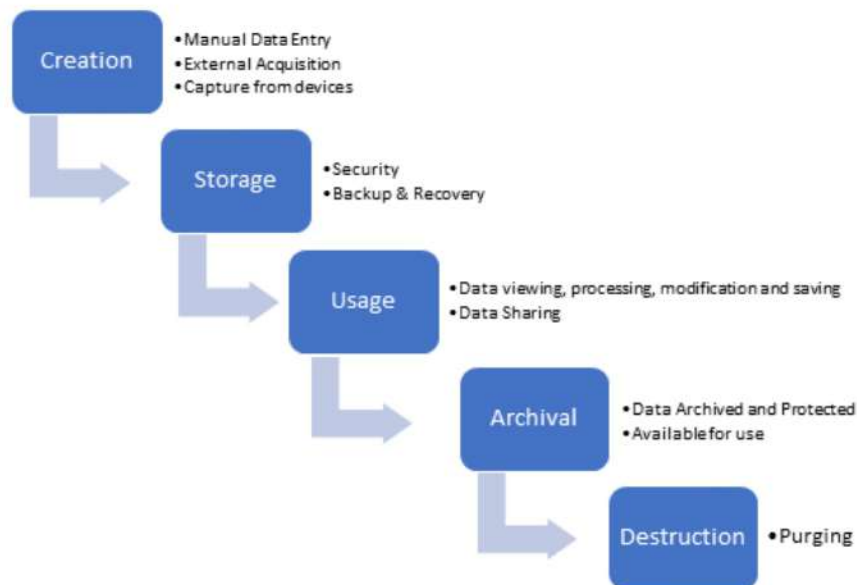 Creation
•Manual Data Entry
•External Acquisition
•Capture from devices
Storage
•Security
•Backup & Recovery
Usage
•Data viewing, processing, modification and saving
•Data Sharing
Archival
•Data Archived and Protected
•Available for use
Destruction
•Purging